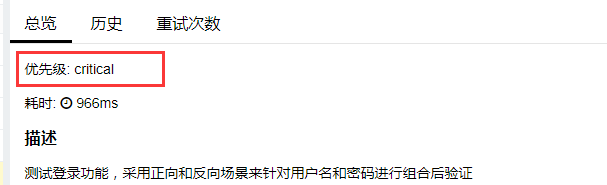 总览 历史 重试次数
优先级: critical
耗时: 966ms
描述
测试登录功能，采用正向和反向场景来针对用户名和密码进行组合后验证